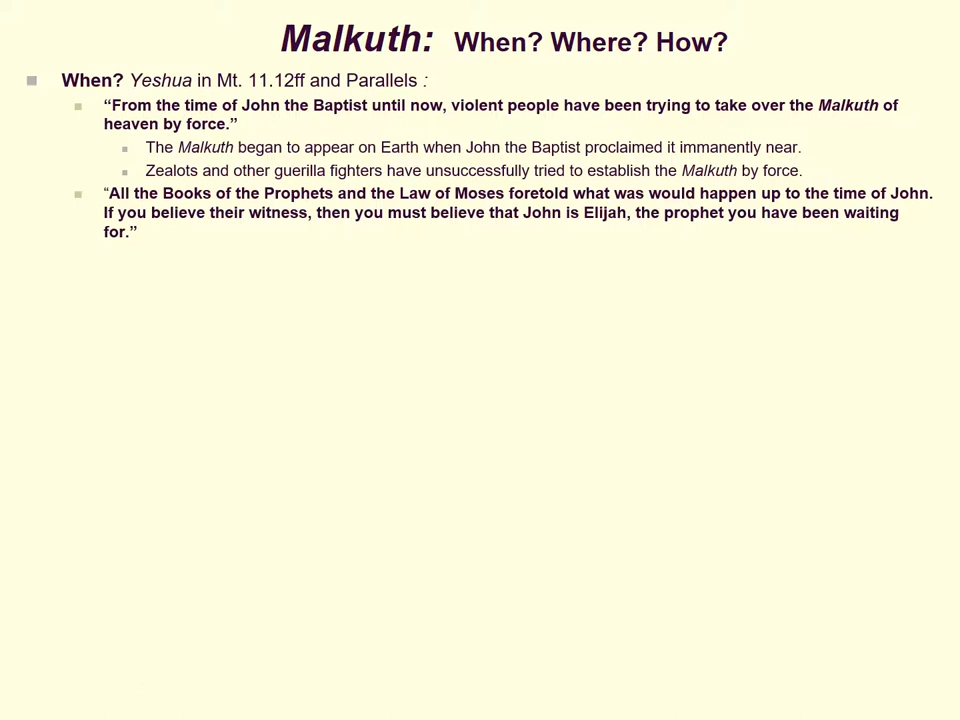 Malkuth: When? Where? How?
When? Yeshua in Mt. 11.12ff and Parallels :
“From the time of John the Baptist until now, violent people have been trying to take over the Malkuth of
heaven by force.”
The Malkuth began to appear on Earth when John the Baptist proclaimed it immanently near.
Zealots and other guerilla fighters have unsuccessfully tried to establish the Malkuth by force.
“All the Books of the Prophets and the Law of Moses foretold what was would happen up to the time of John.
If you believe their witness, then you must believe that John is Elijah, the prophet you have been waiting
for.”